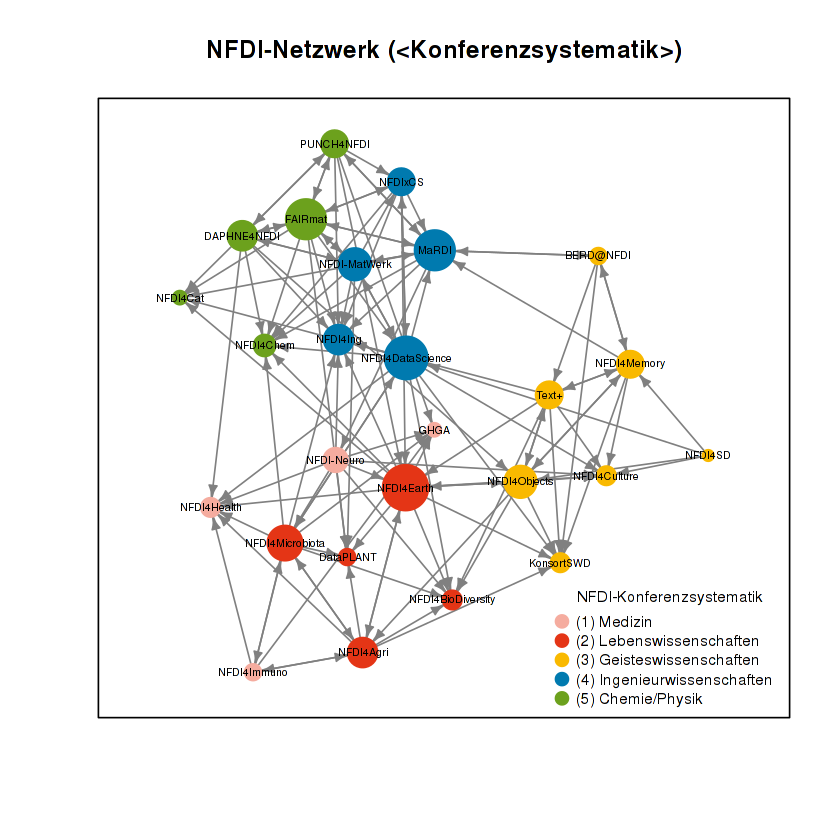 NFDI-Netzwerk (<Konferenzsystematik>)
PUNCH4NFDI
NFDIxCS
FAIRmat
DAPHNE4NFDI
MaRDI
BERD@NFDI
NFDI-MatWerk
NFDI4Cat
NFDI4Chem
NFDI4Ing
NFDI4DataScience
NFDI4Memory
Text+
GHGA
NFDI4SD
NFDI-Neuro
NFDI4Culture
NFDI4Objects
NFDI4Earth
NFDI4Health
NFDI4Microbiota
DataPLANT
KonsortSWD
NFDI4BioDiversity
NFDI4Agri
NFDI4Immuno
NFDI-Konferenzsystematik
(1) Medizin
(2) Lebenswissenschaften
(3) Geisteswissenschaften
(4) Ingenieurwissenschaften
(5) Chemie/Physik